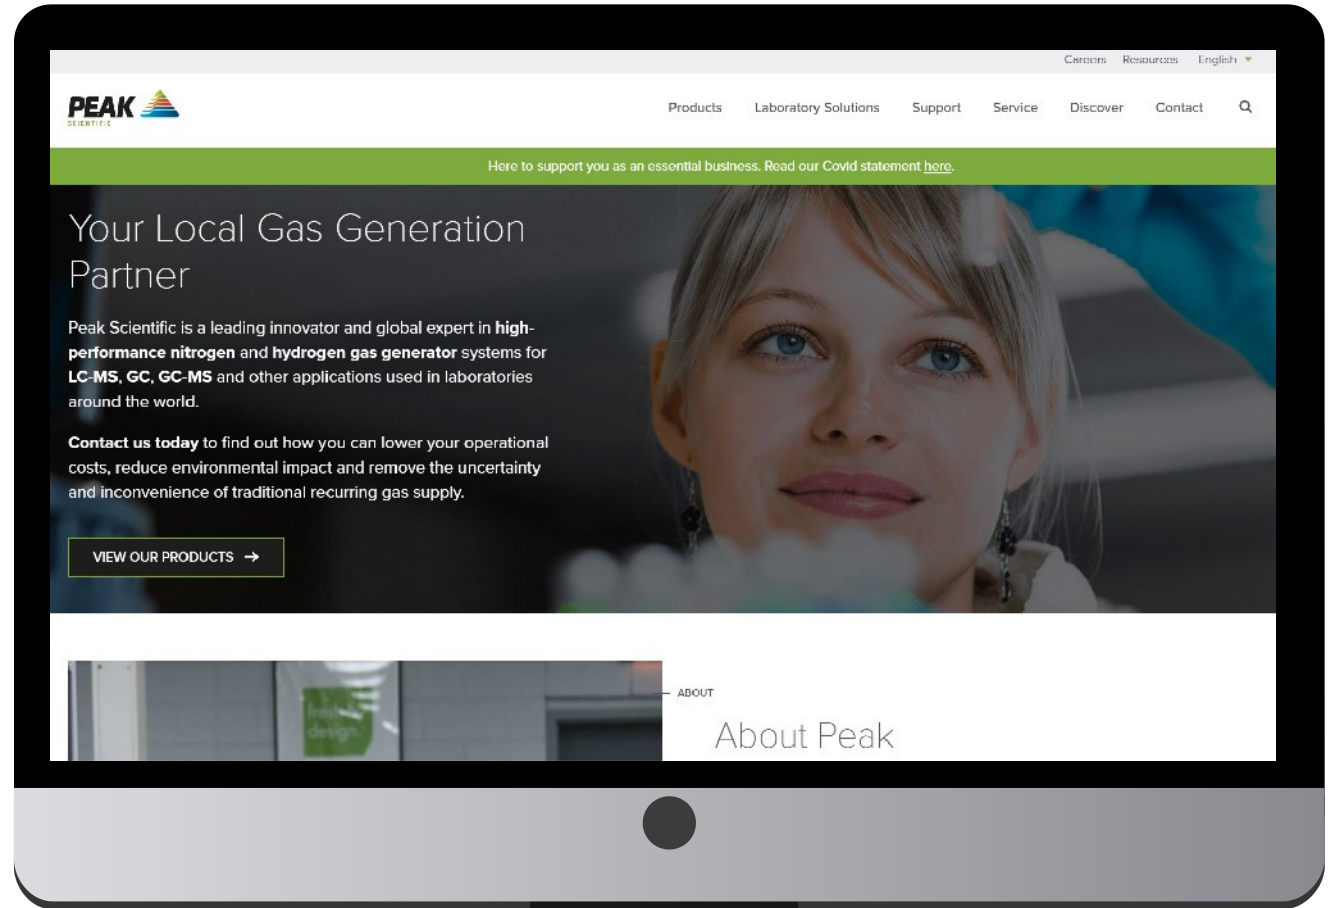 Careers Resources English
PEAK
SCIENTIFIC
Products Laboratory Solutions Support Service Discover Contact
Here to support you as an essential business. Read our Covid statement here.
Your Local Gas Generation
Partner
Peak Scientific is a leading innovator and global expert in high-
performance nitrogen and hydrogen gas generator systems for
LC-MS, GC, GC-MS and other applications used in laboratories
around the world.
Contact us today to find out how you can lower your operational
costs, reduce environmental impact and remove the uncertainty
and inconvenience of traditional recurring gas supply.
VIEW OUR PRODUCTS →
ABOUT
About Peak
fresh
design.